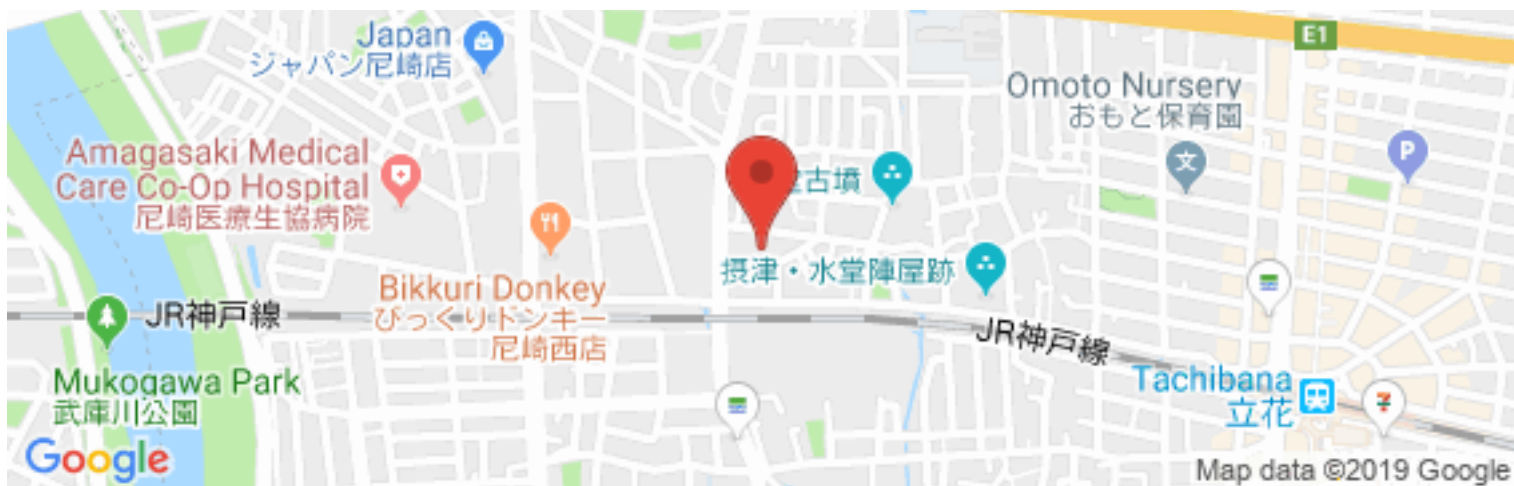 Japan
ジャパン尼崎店
E1
Omoto Nursery
おもと保育園
Amagasaki Medical
Care Co-Op Hospital
尼崎医療生協病院
古墳
文
P
摂津・水堂陣屋跡
Bikkuri Donkey
びっくりドンキー
尼崎西店
JR神戸線
JR神戸線
Mukogawa Park
武庫川公園
Tachibana
立花
7
Google
Map data ©2019 Google